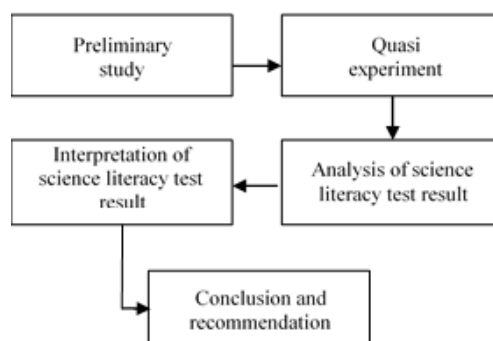 Preliminary
study
Quasi
experiment
Interpretation of
science literacy test
result
Analysis of science
literacy test result
Conclusion and
recommendation